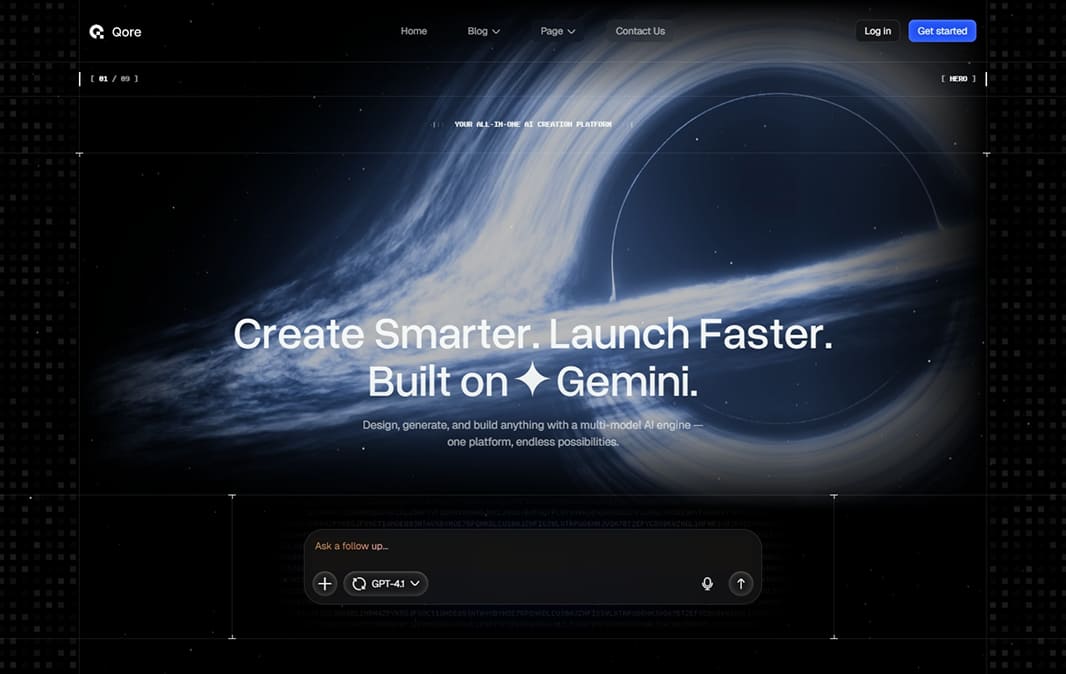 Qore
Home
Blog
Page
Contact Us
Log in
Get started
[ 01 / 09 ]
[ HERO ]
YOUR ALL-IN-ONE AI CREATION PLATFORM
Create Smarter. Launch Faster.
Built on ✦ Gemini.
Design, generate, and build anything with a multi-model AI engine —
one platform, endless possibilities.
Ask a follow up...
GPT-4.1